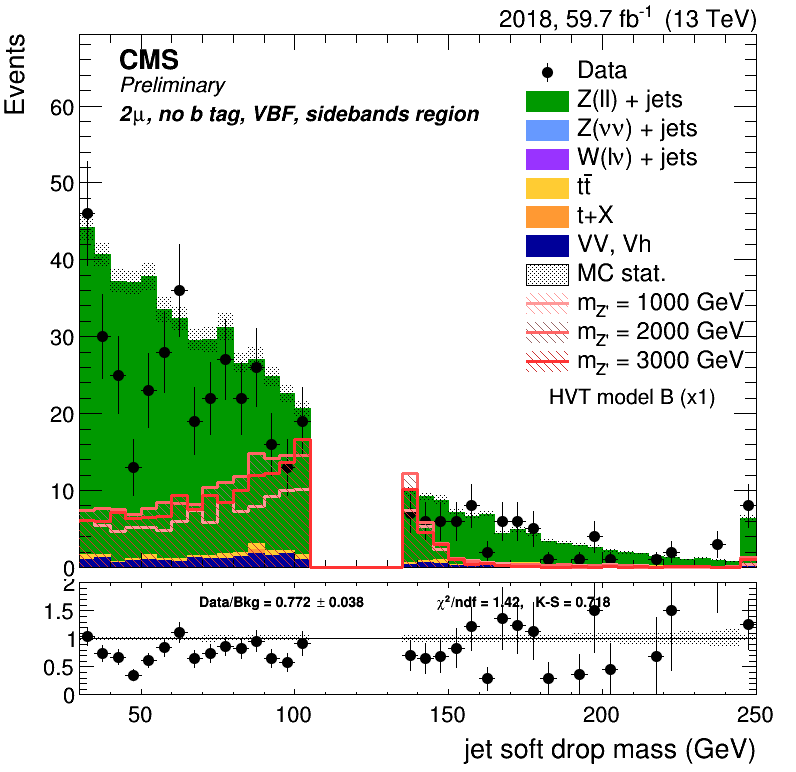 2018, 59.7 fb⁻¹ (13 TeV)
Events
CMS
Preliminary
2μ, no b tag, VBF, sidebands region
Data
Z(ll) + jets
Z(νν) + jets
W(lν) + jets
tt̄
t+X
VV, Vh
MC stat.
m_Z' = 1000 GeV
m_Z' = 2000 GeV
m_Z' = 3000 GeV
HVT model B (x1)
60
50
40
30
20
10
0
Data/Bkg = 0.772 ± 0.038
χ²/ndf = 1.42, K-S = 0.718
2
1.5
1
0.5
0
50 100 150 200 250
jet soft drop mass (GeV)